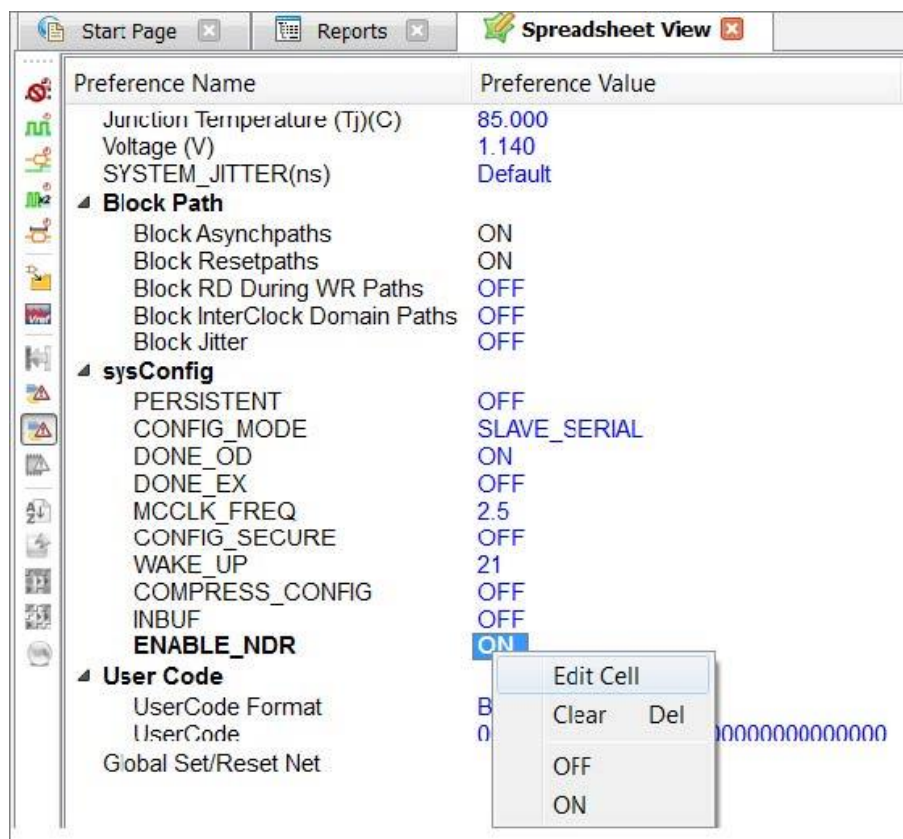 Start Page Reports Spreadsheet View
Preference Name Preference Value
Junction Temperature (Tj)(C) 85.000
Voltage (V) 1.140
SYSTEM_JITTER(ns) Default
Block Path
Block Asynchpaths ON
Block Resetpaths ON
Block RD During WR Paths OFF
Block InterClock Domain Paths OFF
Block Jitter OFF
sysConfig
PERSISTENT OFF
CONFIG_MODE SLAVE_SERIAL
DONE_OD ON
DONE_EX OFF
MCCLK_FREQ 2.5
CONFIG_SECURE OFF
WAKE_UP 21
COMPRESS_CONFIG OFF
INBUF OFF
ENABLE_NDR ON
User Code
UserCode Format B
UserCode 0 00000000000000
Global Set/Reset Net
Edit Cell
Clear Del
OFF
ON